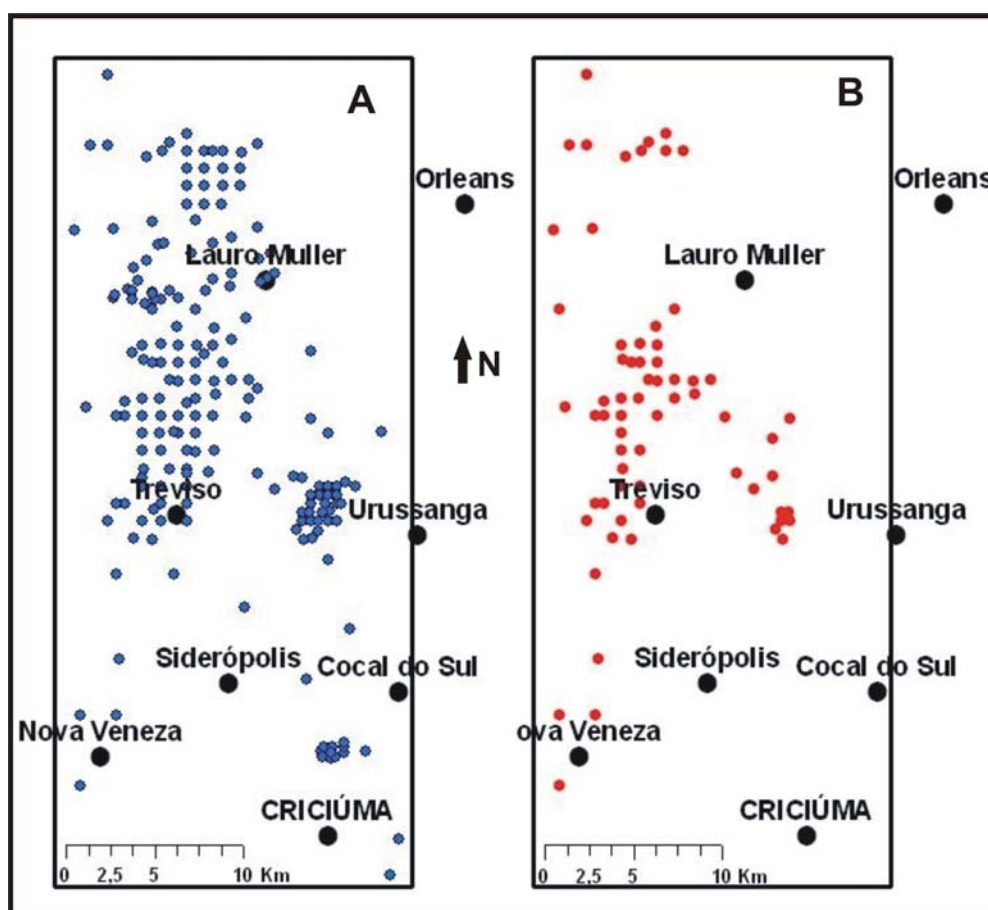 A
Orleans
Lauro Muller
N
Treviso
Urussanga
Siderópolis
Cocal do Sul
Nova Veneza
CRICIÚMA
0 2,5 5 10 Km
B
Orleans
Lauro Muller
Treviso
Urussanga
Siderópolis
Cocal do Sul
ova Veneza
CRICIÚMA
0 2,5 5 10 Km